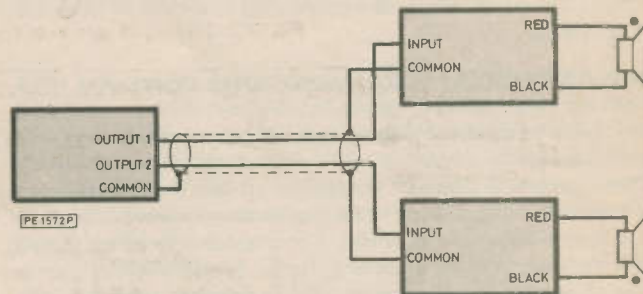 RED
INPUT
COMMON
BLACK
OUTPUT 1
OUTPUT 2
COMMON
PE1572P
RED
INPUT
COMMON
BLACK